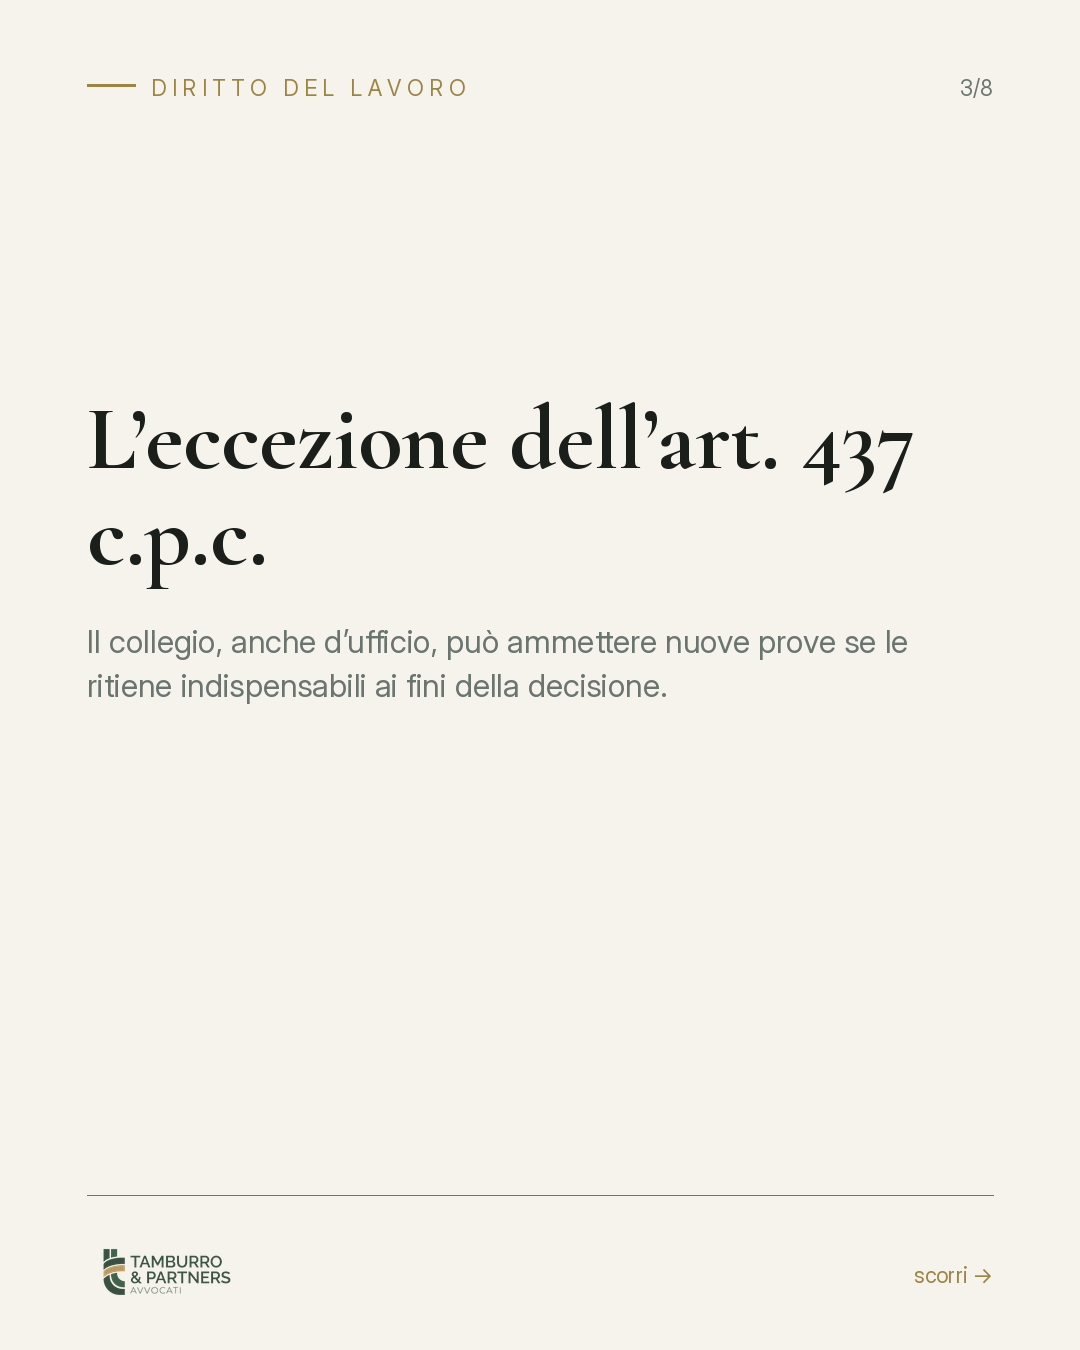 DIRITTO DEL LAVORO
3/8
L’eccezione dell’art. 437
c.p.c.
Il collegio, anche d’ufficio, può ammettere nuove prove se le
ritiene indispensabili ai fini della decisione.
TAMBURRO
& PARTNERS
AVVOCATI
scorri →